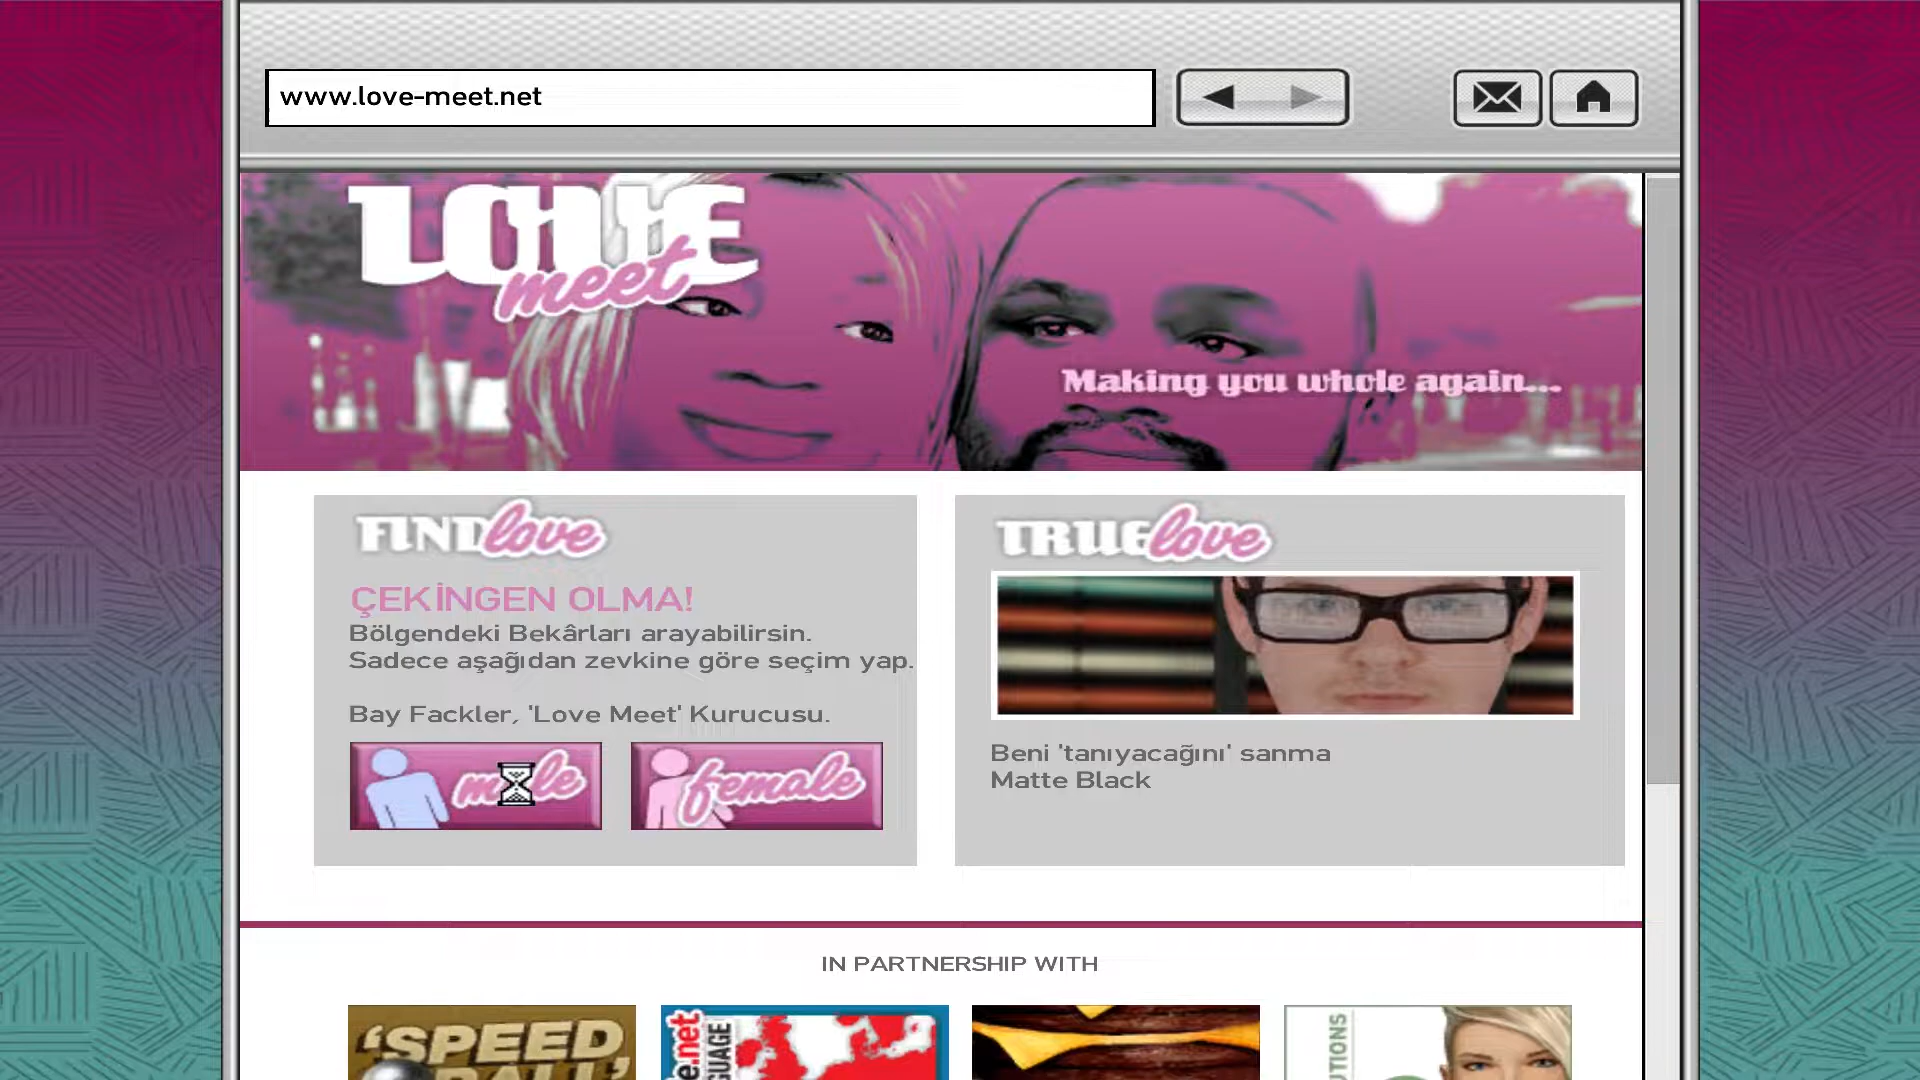 www.love-meet.net
LOVE
meet
Making you whole again...
FIND love
TRUE love
ÇEKİNGEN OLMA!
Bölgendeki Bekârları arayabilirsin.
Sadece aşağıdan zevkine göre seçim yap.
Bay Fackler, 'Love Meet' Kurucusu.
male
female
Beni 'tanıyacağını' sanma
Matte Black
IN PARTNERSHIP WITH
'SPEED
BALL'